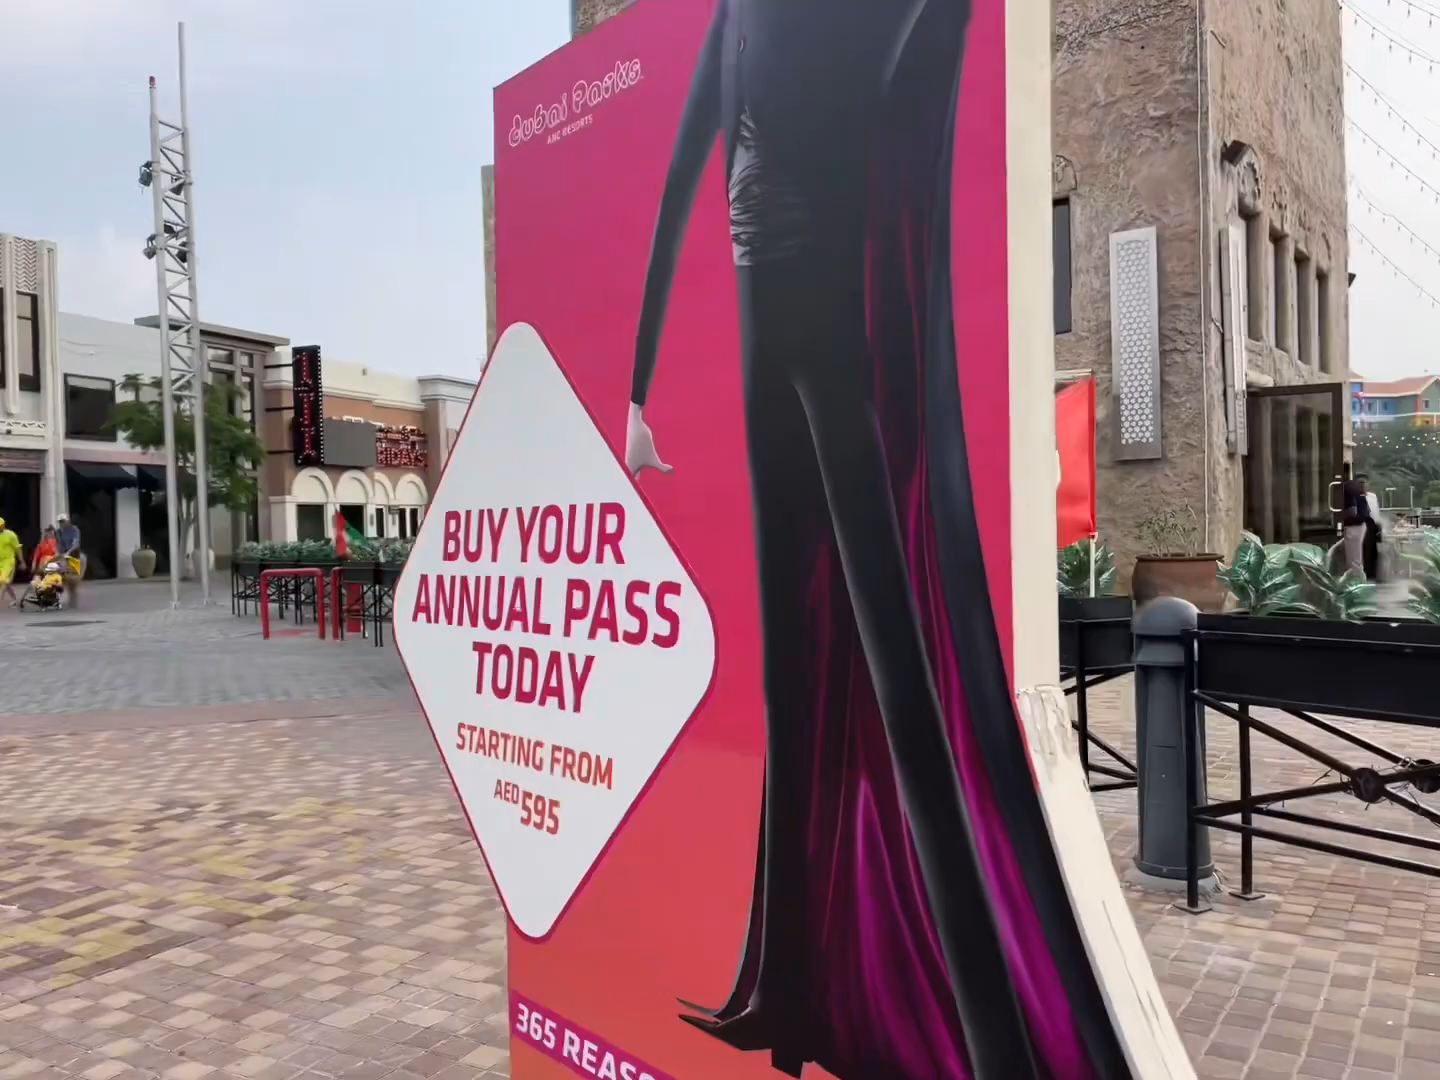 dubai Parks
AND RESORTS
BUY YOUR
ANNUAL PASS
TODAY
STARTING FROM
AED 595
365 REASO